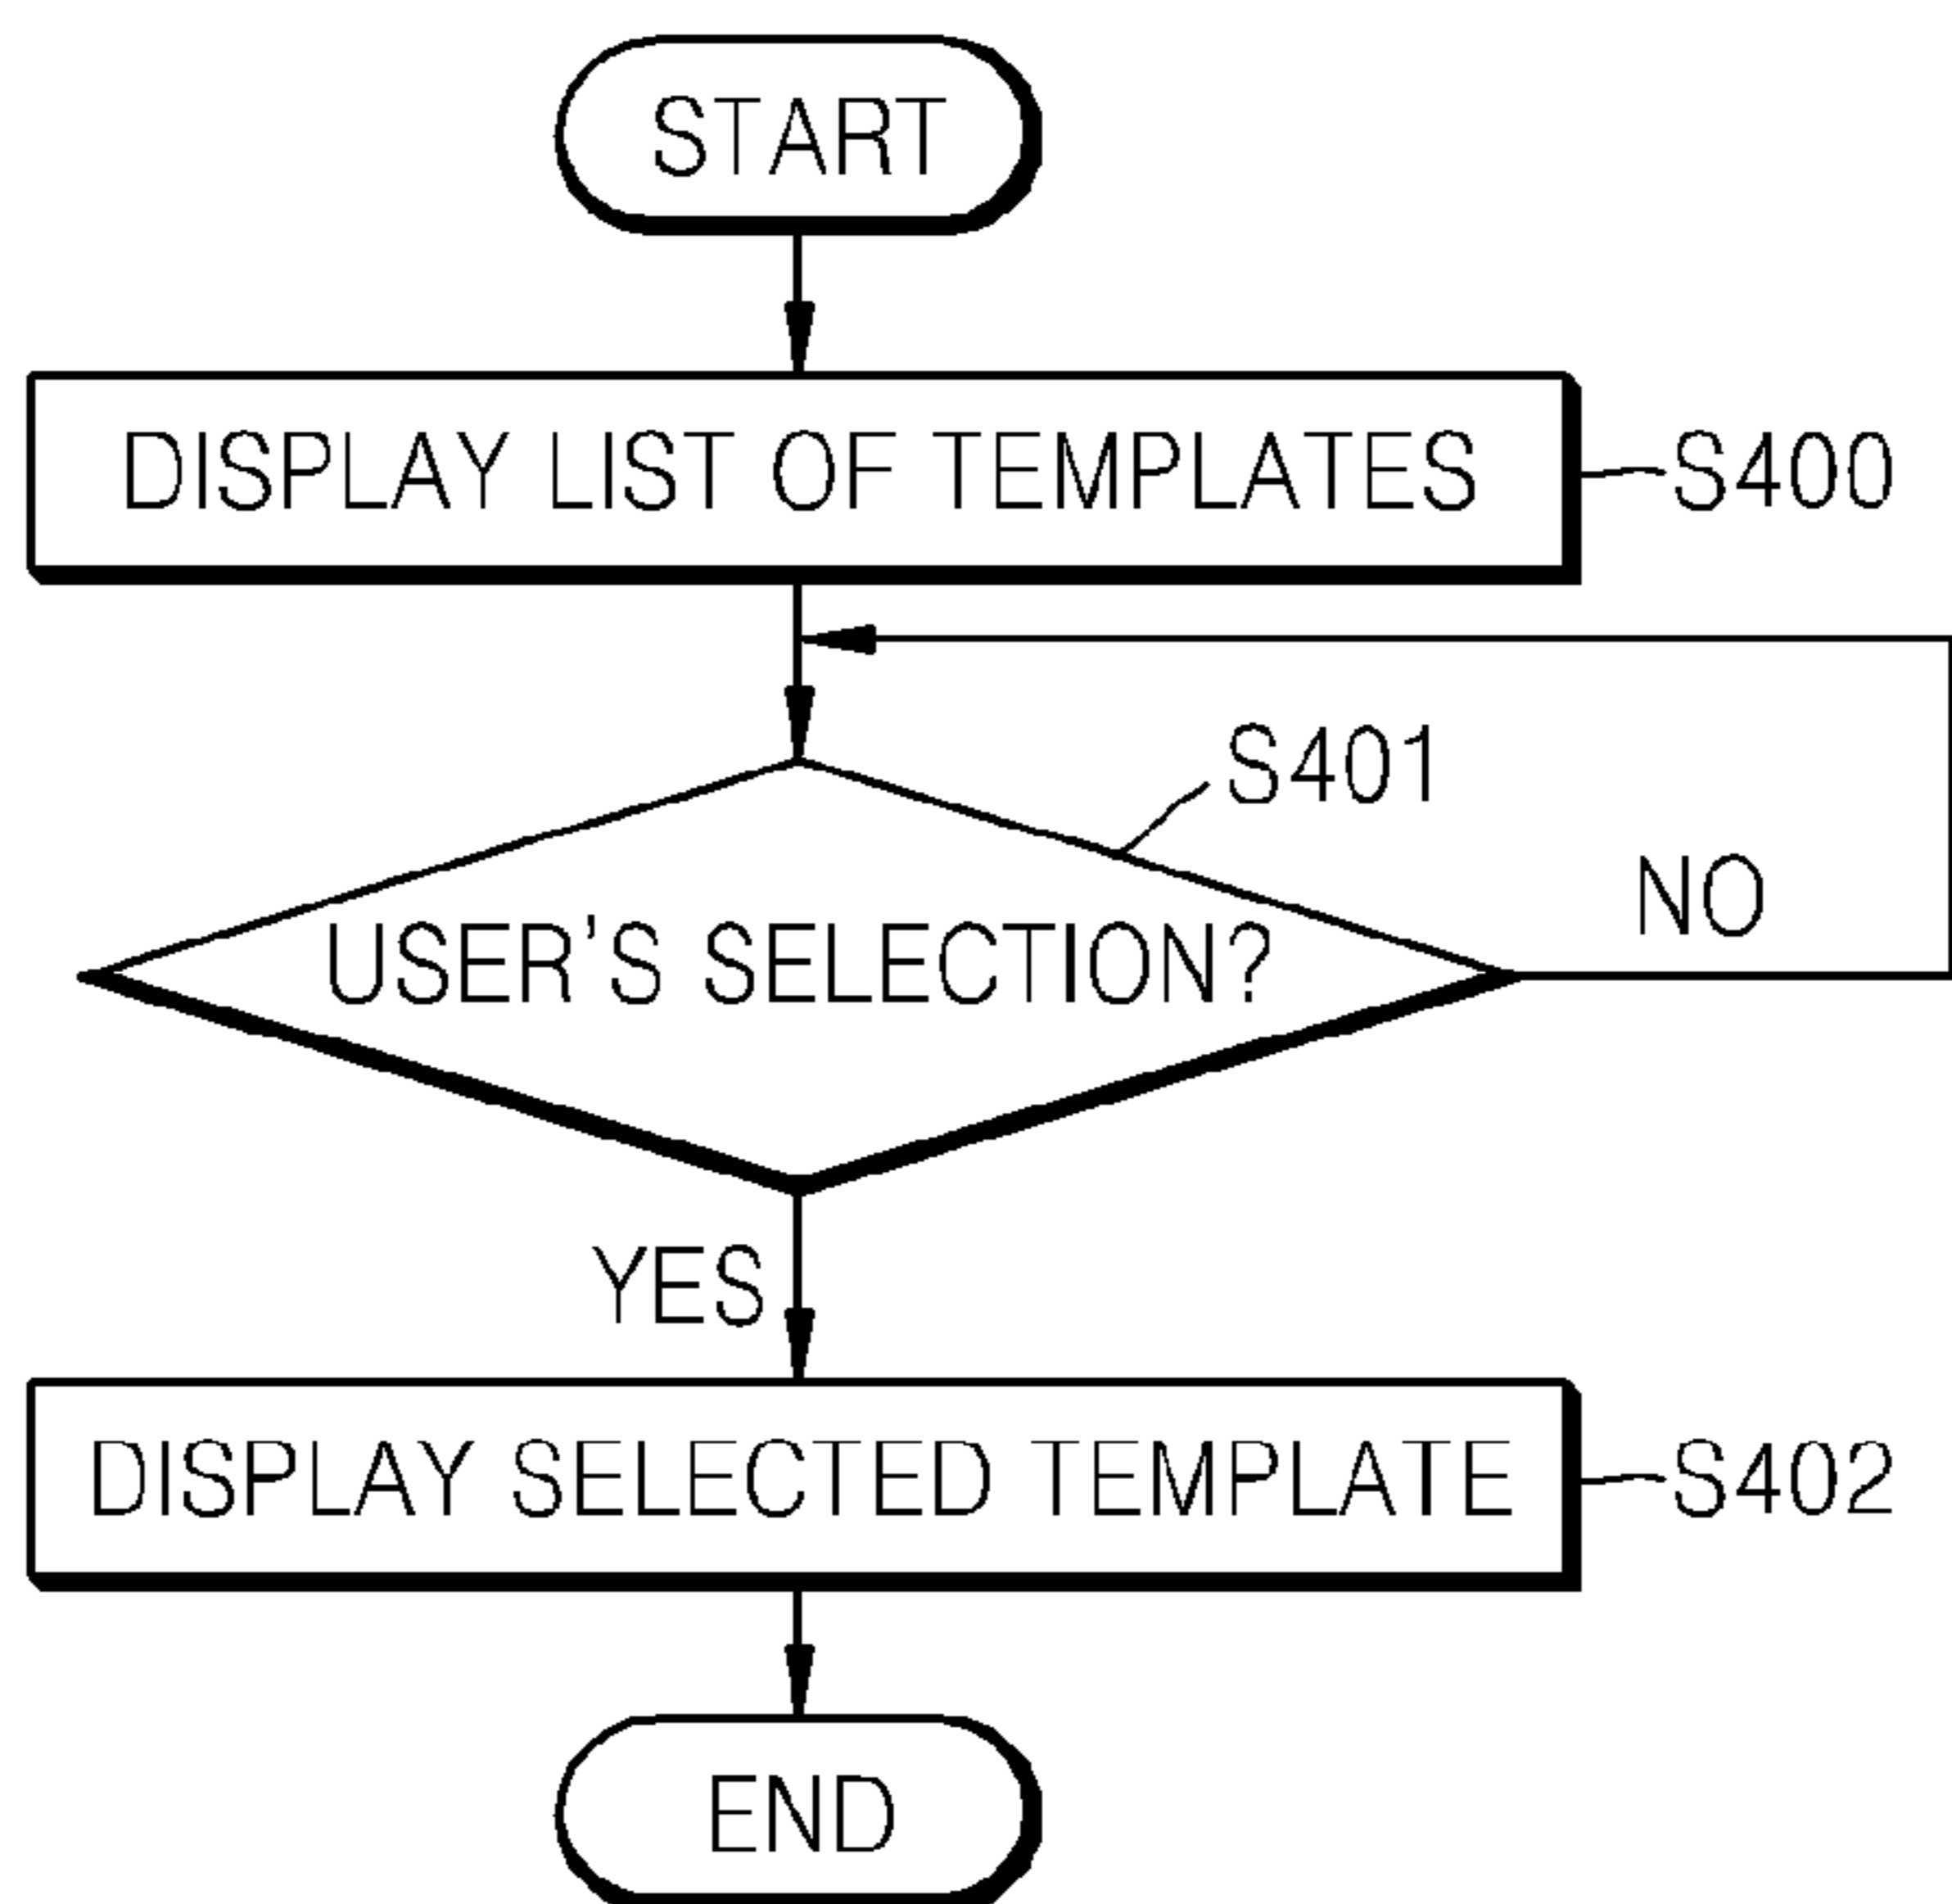 START
DISPLAY LIST OF TEMPLATES
S400
S401
USER'S SELECTION?
NO
YES
DISPLAY SELECTED TEMPLATE
S402
END